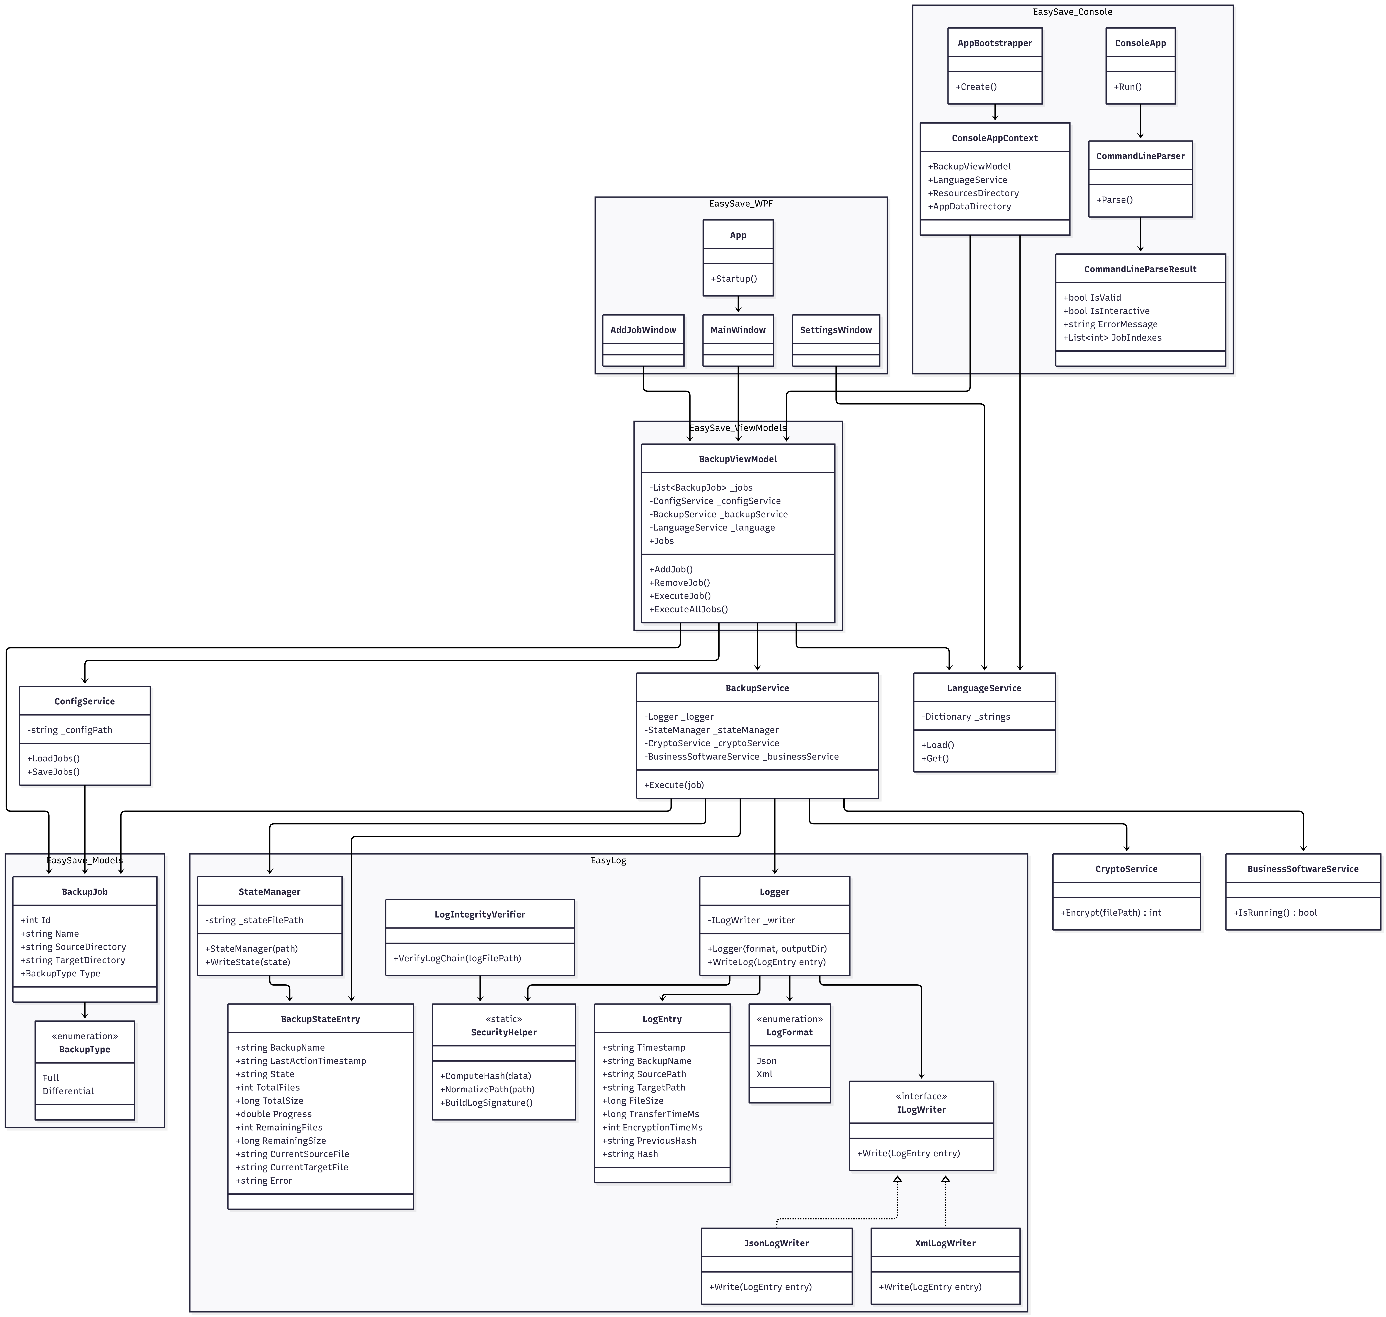 EasySave_Console
AppBootstrapper
+Create()
ConsoleApp
+Run()
ConsoleAppContext
+BackupViewModel
+LanguageService
+ResourcesDirectory
+AppDataDirectory
CommandLineParser
+Parse()
CommandLineParseResult
+bool IsValid
+bool IsInteractive
+string ErrorMessage
+List<int> JobIndexes
EasySave_WPF
App
+Startup()
AddJobWindow
MainWindow
SettingsWindow
EasySave_ViewModels
BackupViewModel
-List<BackupJob> _jobs
-ConfigService _configService
-BackupService _backupService
-LanguageService _language
+Jobs
+AddJob()
+RemoveJob()
+ExecuteJob()
+ExecuteAllJobs()
ConfigService
-string _configPath
+LoadJobs()
+SaveJobs()
BackupService
-Logger _logger
-StateManager _stateManager
-CryptoService _cryptoService
-BusinessSoftwareService _businessService
+Execute(job)
LanguageService
-Dictionary _strings
+Load()
+Get()
EasySave_Models
BackupJob
+int Id
+string Name
+string SourceDirectory
+string TargetDirectory
+BackupType Type
«enumeration»
BackupType
Full
Differential
EasyLog
StateManager
-string _stateFilePath
+StateManager(path)
+WriteState(state)
LogIntegrityVerifier
+VerifyLogChain(logFilePath)
Logger
-ILogWriter _writer
+Logger(format, outputDir)
+WriteLog(LogEntry entry)
CryptoService
+Encrypt(filePath) : int
BusinessSoftwareService
+IsRunning() : bool
BackupStateEntry
+string BackupName
+string LastActionTimestamp
+string State
+int TotalFiles
+long TotalSize
+double Progress
+int RemainingFiles
+long RemainingSize
+string CurrentSourceFile
+string CurrentTargetFile
+string Error
«static»
SecurityHelper
+ComputeHash(data)
+NormalizePath(path)
+BuildLogSignature()
LogEntry
+string Timestamp
+string BackupName
+string SourcePath
+string TargetPath
+long FileSize
+long TransferTimeMs
+int EncryptionTimeMs
+string PreviousHash
+string Hash
«enumeration»
LogFormat
Json
Xml
«interface»
ILogWriter
+Write(LogEntry entry)
JsonLogWriter
+Write(LogEntry entry)
XmlLogWriter
+Write(LogEntry entry)